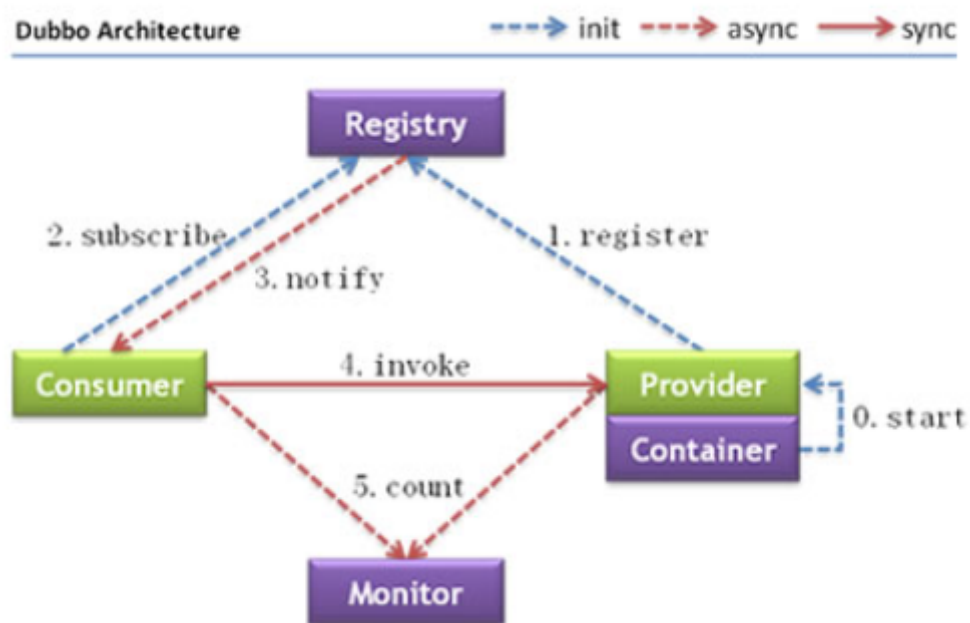 Dubbo Architecture
init
async
sync
Registry
2. subscribe
1. register
3. notify
4. invoke
Consumer
Provider
0. start
Container
5. count
Monitor